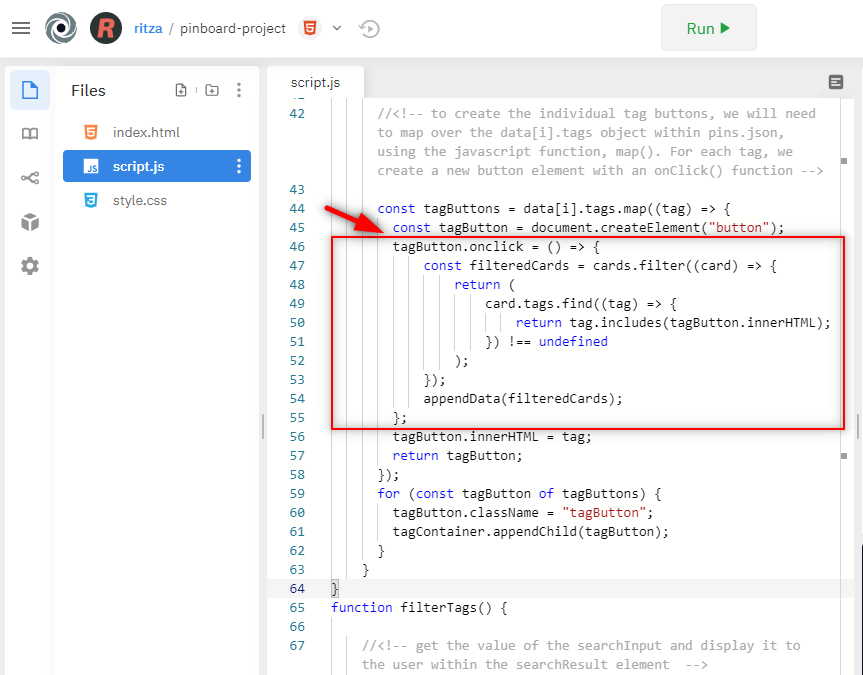 R ritza / pinboard-project Run
Files
script.js
index.html
JS script.js
style.css
42 //<!-- to create the individual tag buttons, we will need
to map over the data[i].tags object within pins.json,
using the javascript function, map(). For each tag, we
create a new button element with an onClick() function -->
43
44 const tagButtons = data[i].tags.map((tag) => {
45 const tagButton = document.createElement("button");
46 tagButton.onclick = () => {
47 const filteredCards = cards.filter((card) => {
48 return (
49 card.tags.find((tag) => {
50 return tag.includes(tagButton.innerHTML);
51 }) !== undefined
52 );
53 });
54 appendData(filteredCards);
55 };
56 tagButton.innerHTML = tag;
57 return tagButton;
58 });
59 for (const tagButton of tagButtons) {
60 tagButton.className = "tagButton";
61 tagContainer.appendChild(tagButton);
62 }
63 }
64 }
65 function filterTags() {
66
67 //<!-- get the value of the searchInput and display it to
the user within the searchResult element -->